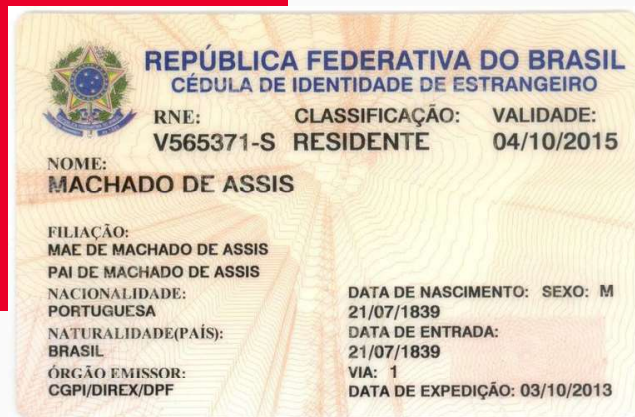 REPÚBLICA FEDERATIVA DO BRASIL
CÉDULA DE IDENTIDADE DE ESTRANGEIRO
RNE: CLASSIFICAÇÃO: VALIDADE:
V565371-S RESIDENTE 04/10/2015
NOME:
MACHADO DE ASSIS
FILIAÇÃO:
MAE DE MACHADO DE ASSIS
PAI DE MACHADO DE ASSIS
NACIONALIDADE:
PORTUGUESA
NATURALIDADE(PAÍS):
BRASIL
ÓRGÃO EMISSOR:
CGPI/DIREX/DPF
DATA DE NASCIMENTO: SEXO: M
21/07/1839
DATA DE ENTRADA:
21/07/1839
VIA: 1
DATA DE EXPEDIÇÃO: 03/10/2013